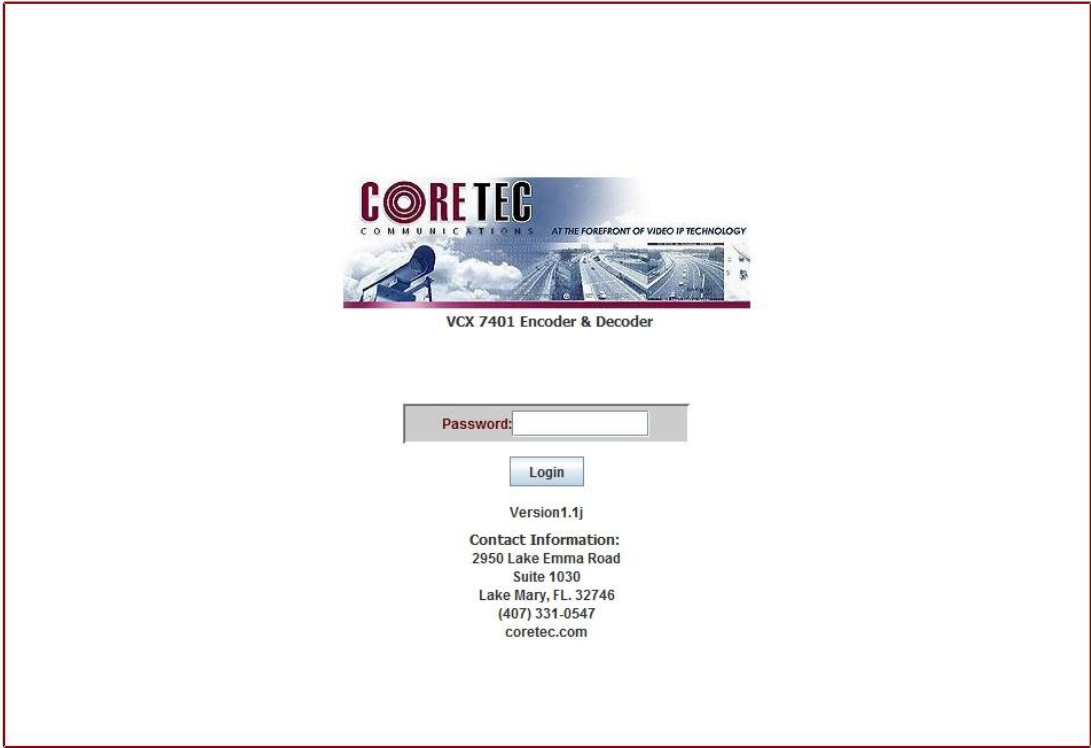 CORETEC
COMMUNICATIONS
AT THE FOREFRONT OF VIDEO IP TECHNOLOGY
VCX 7401 Encoder & Decoder
Password:
Login
Version1.1j
Contact Information:
2950 Lake Emma Road
Suite 1030
Lake Mary, FL. 32746
(407) 331-0547
coretec.com